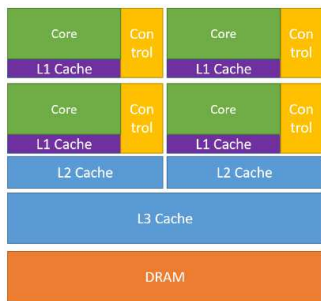 Core
Con
trol
L1 Cache
Core
Con
trol
L1 Cache
Core
Con
trol
L1 Cache
Core
Con
trol
L1 Cache
L2 Cache
L2 Cache
L3 Cache
DRAM